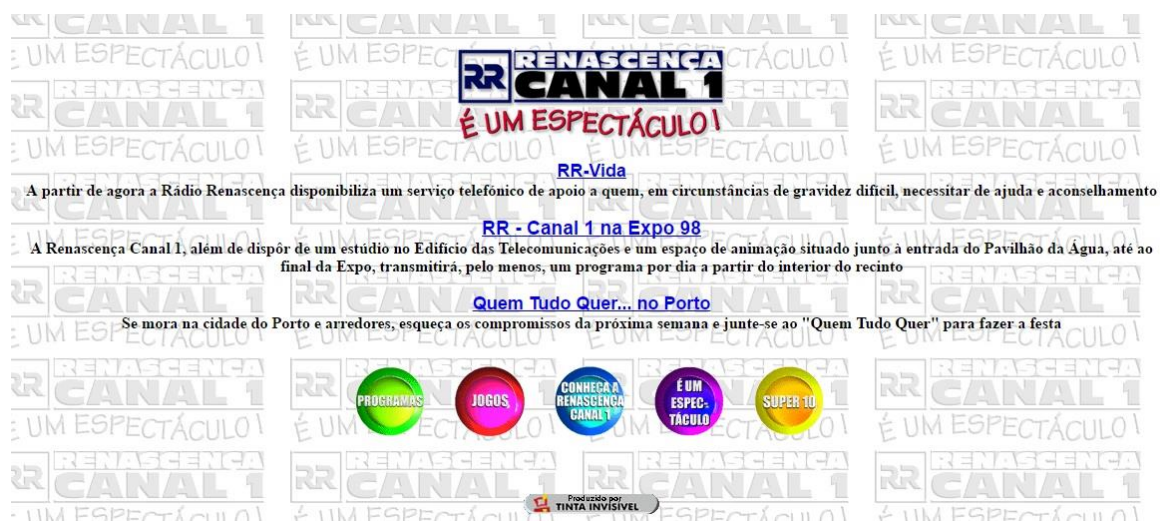 RR RENASCENÇA
CANAL 1
É UM ESPECTÁCULO!
RR-Vida
A partir de agora a Rádio Renascença disponibiliza um serviço telefónico de apoio a quem, em circunstâncias de gravidez difícil, necessitar de ajuda e aconselhamento
RR - Canal 1 na Expo 98
A Renascença Canal 1, além de dispôr de um estúdio no Edifício das Telecomunicações e um espaço de animação situado junto à entrada do Pavilhão da Água, até ao
final da Expo, transmitirá, pelo menos, um programa por dia a partir do interior do recinto
Quem Tudo Quer... no Porto
Se mora na cidade do Porto e arredores, esqueça os compromissos da próxima semana e junte-se ao "Quem Tudo Quer" para fazer a festa
PROGRAMAS
JOGOS
CONHEÇA A
RENASCENÇA
CANAL 1
É UM
ESPEC-
TÁCULO
SUPER 10
Produzido por
TINTA INVISÍVEL